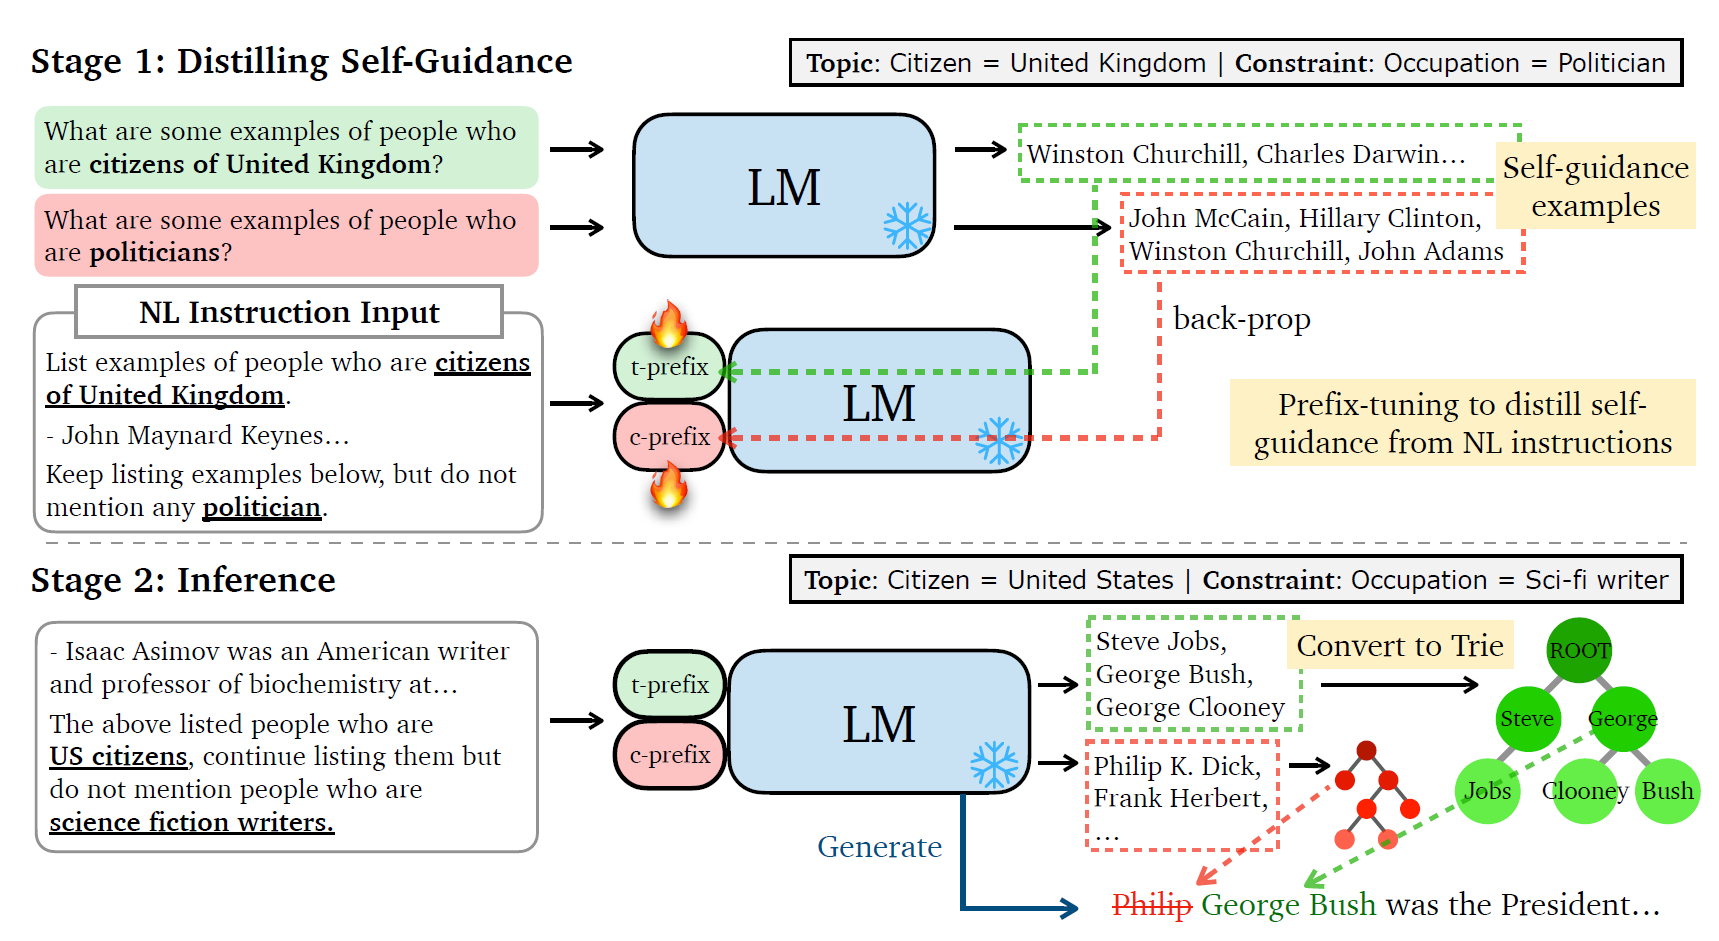 Stage 1: Distilling Self-Guidance
Topic: Citizen = United Kingdom | Constraint: Occupation = Politician
What are some examples of people who
are citizens of United Kingdom?
What are some examples of people who
are politicians?
LM
Winston Churchill, Charles Darwin…
John McCain, Hillary Clinton,
Winston Churchill, John Adams
Self-guidance
examples
NL Instruction Input
List examples of people who are citizens
of United Kingdom.
- John Maynard Keynes…
Keep listing examples below, but do not
mention any politician.
t-prefix
c-prefix
LM
back-prop
Prefix-tuning to distill self-
guidance from NL instructions
Stage 2: Inference
Topic: Citizen = United States | Constraint: Occupation = Sci-fi writer
- Isaac Asimov was an American writer
and professor of biochemistry at…
The above listed people who are
US citizens, continue listing them but
do not mention people who are
science fiction writers.
t-prefix
c-prefix
LM
Steve Jobs,
George Bush,
George Clooney
Convert to Trie
Philip K. Dick,
Frank Herbert,
…
ROOT
Steve
George
Jobs
Clooney
Bush
Generate
Philip George Bush was the President…